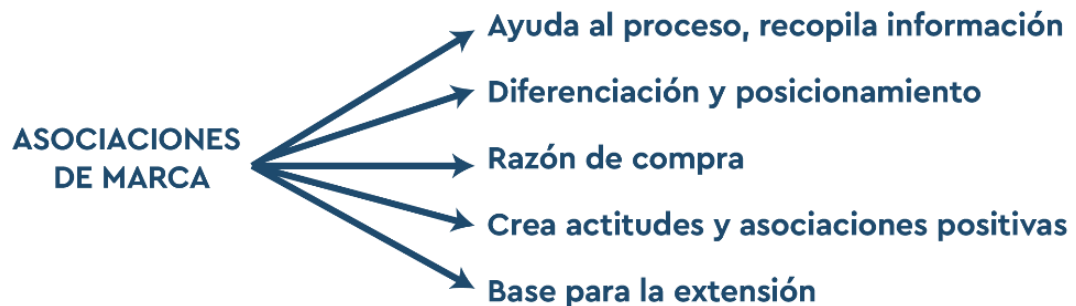 Ayuda al proceso, recopila información
Diferenciación y posicionamiento
ASOCIACIONES
DE MARCA
Razón de compra
Crea actitudes y asociaciones positivas
Base para la extensión